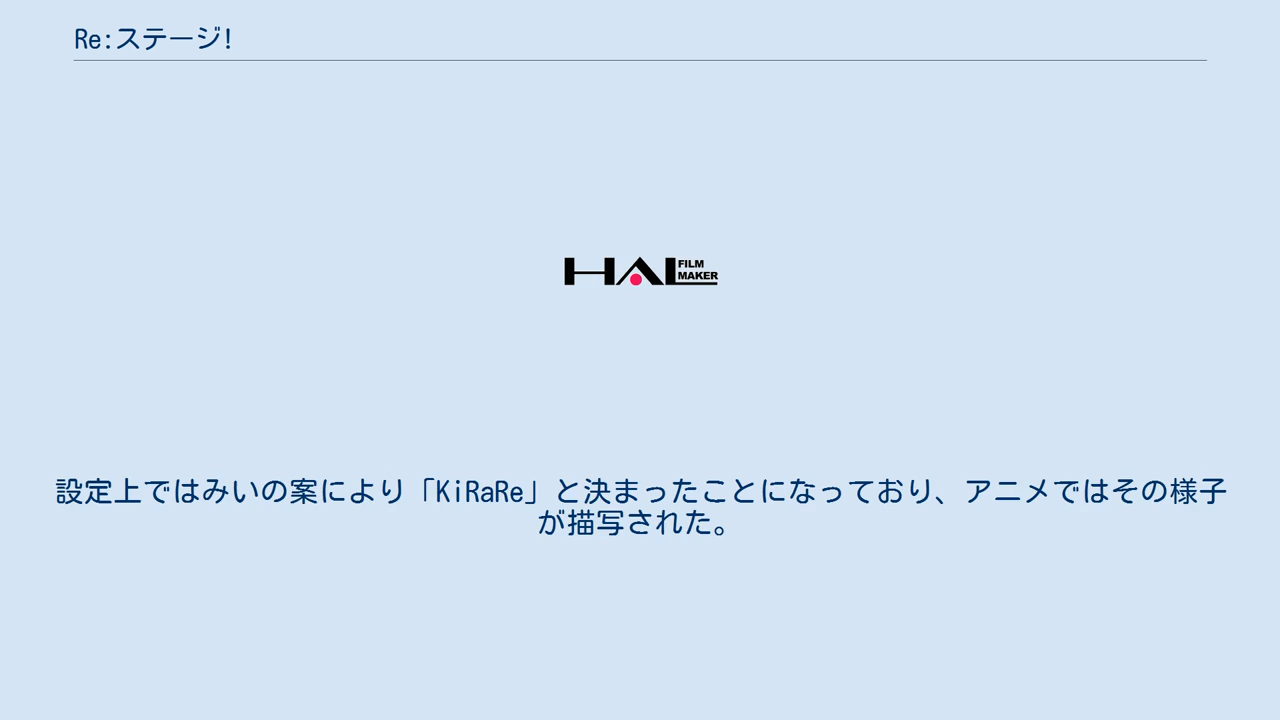 Re:ステージ!
HAL FILM
MAKER
設定上ではみいの案により「KiRaRe」と決まったことになっており、アニメではその様子
が描写された。